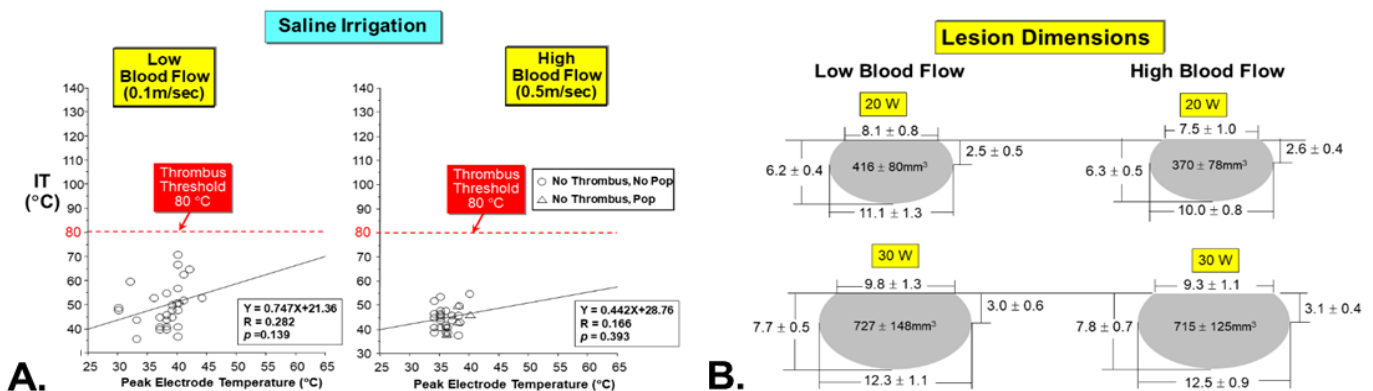 Saline Irrigation
Low
Blood Flow
(0.1m/sec)
High
Blood Flow
(0.5m/sec)
IT
(°C)
140
130
120
110
100
90
80
70
60
50
40
25 30 35 40 45 50 55 60 65
Peak Electrode Temperature (°C)
Thrombus
Threshold
80 °C
Y = 0.747X+21.36
R = 0.282
p =0.139
140
130
120
110
100
90
80
70
60
50
40
30
25 30 35 40 45 50 55 60 65
Peak Electrode Temperature (°C)
Thrombus
Threshold
80 °C
No Thrombus, No Pop
No Thrombus, Pop
Y = 0.442X+28.76
R = 0.166
p = 0.393
A.
Lesion Dimensions
Low Blood Flow
High Blood Flow
20 W
8.1 ± 0.8
2.5 ± 0.5
6.2 ± 0.4
416 ± 80mm³
11.1 ± 1.3
20 W
7.5 ± 1.0
2.6 ± 0.4
6.3 ± 0.5
370 ± 78mm³
10.0 ± 0.8
30 W
9.8 ± 1.3
3.0 ± 0.6
7.7 ± 0.5
727 ± 148mm³
12.3 ± 1.1
30 W
9.3 ± 1.1
3.1 ± 0.4
7.8 ± 0.7
715 ± 125mm³
12.5 ± 0.9
B.